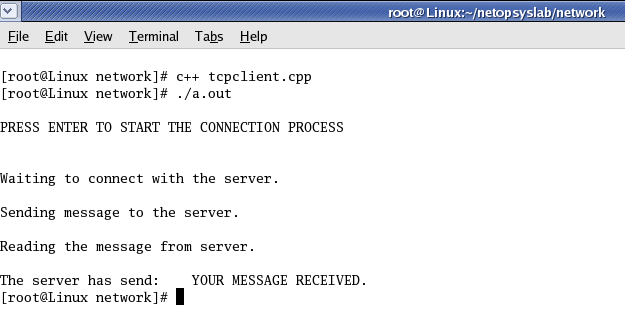 root@Linux:~/netopsyslab/network
File Edit View Terminal Tabs Help
[root@Linux network]# c++ tcpclient.cpp
[root@Linux network]# ./a.out
PRESS ENTER TO START THE CONNECTION PROCESS
Waiting to connect with the server.
Sending message to the server.
Reading the message from server.
The server has send:    YOUR MESSAGE RECEIVED.
[root@Linux network]#